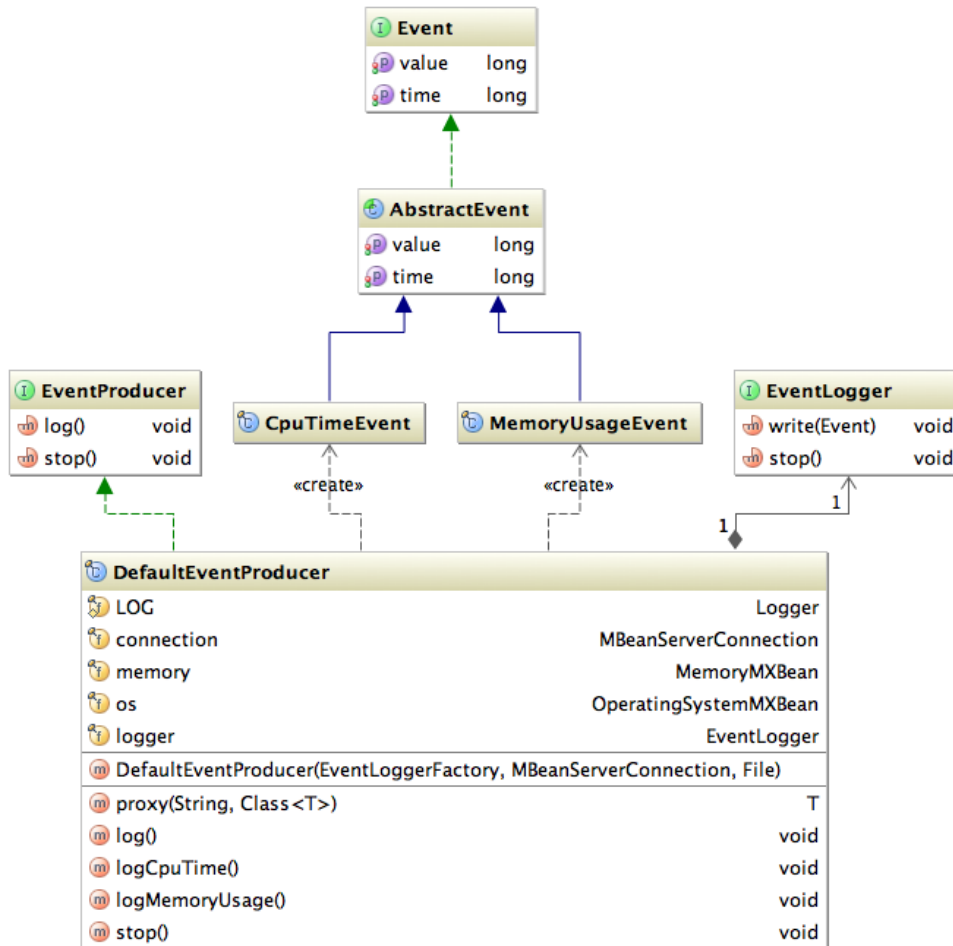 Event
value long
time long
AbstractEvent
value long
time long
EventProducer
log() void
stop() void
CpuTimeEvent
MemoryUsageEvent
EventLogger
write(Event) void
stop() void
«create»
«create»
1
1
DefaultEventProducer
LOG Logger
connection MBeanServerConnection
memory MemoryMXBean
os OperatingSystemMXBean
logger EventLogger
DefaultEventProducer(EventLoggerFactory, MBeanServerConnection, File)
proxy(String, Class<T>) T
log() void
logCpuTime() void
logMemoryUsage() void
stop() void